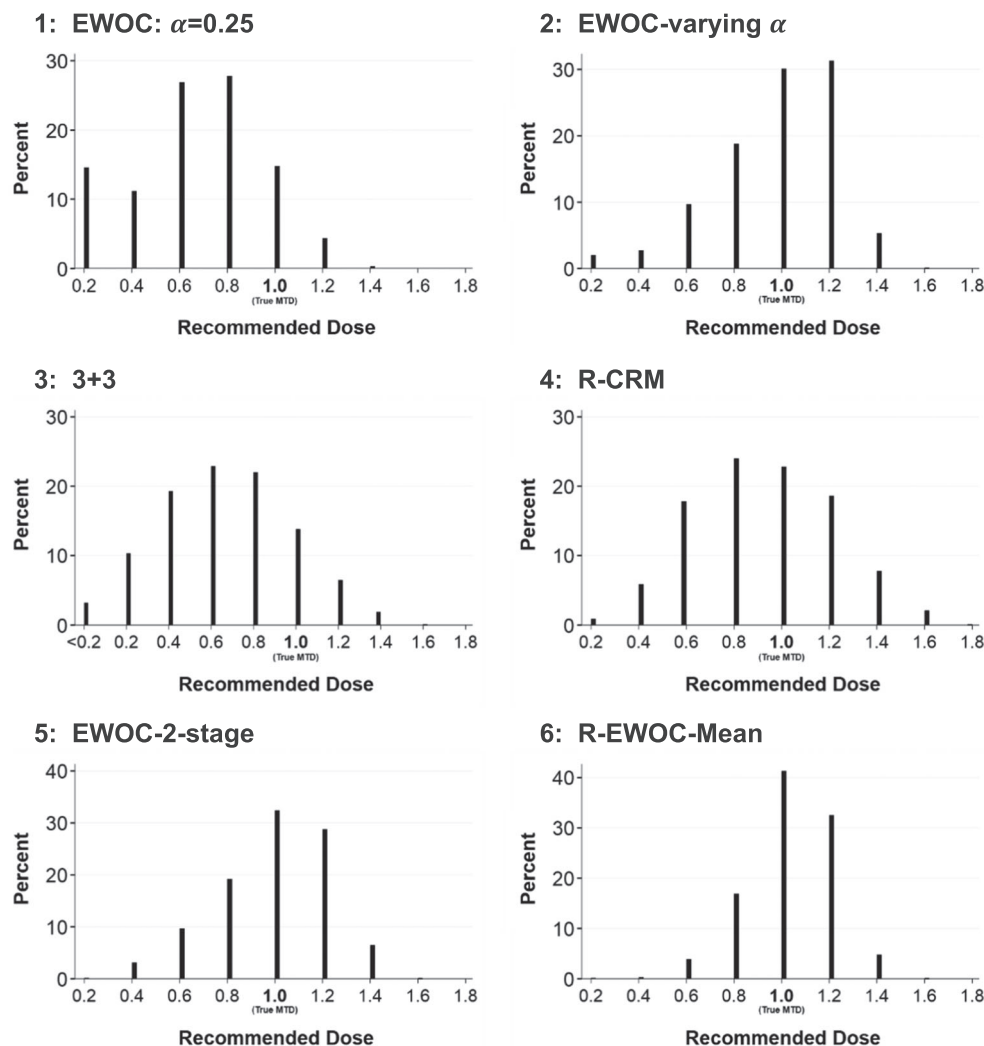 1: EWOC: α=0.25
30
20
10
0
Percent
0.2 0.4 0.6 0.8 1.0 1.2 1.4 1.6 1.8
(True MTD)
Recommended Dose
2: EWOC-varying α
30
20
10
0
Percent
0.2 0.4 0.6 0.8 1.0 1.2 1.4 1.6 1.8
(True MTD)
Recommended Dose
3: 3+3
30
20
10
0
Percent
<0.2 0.2 0.4 0.6 0.8 1.0 1.2 1.4 1.6 1.8
(True MTD)
Recommended Dose
4: R-CRM
30
20
10
0
Percent
0.2 0.4 0.6 0.8 1.0 1.2 1.4 1.6 1.8
(True MTD)
Recommended Dose
5: EWOC-2-stage
40
30
20
10
0
Percent
0.2 0.4 0.6 0.8 1.0 1.2 1.4 1.6 1.8
(True MTD)
Recommended Dose
6: R-EWOC-Mean
40
30
20
10
0
Percent
0.2 0.4 0.6 0.8 1.0 1.2 1.4 1.6 1.8
(True MTD)
Recommended Dose